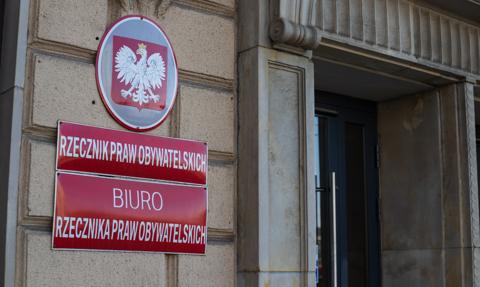 RZECZNIK PRAW OBYWATELSKICH
BIURO
RZECZNIKA PRAW OBYWATELSKICH